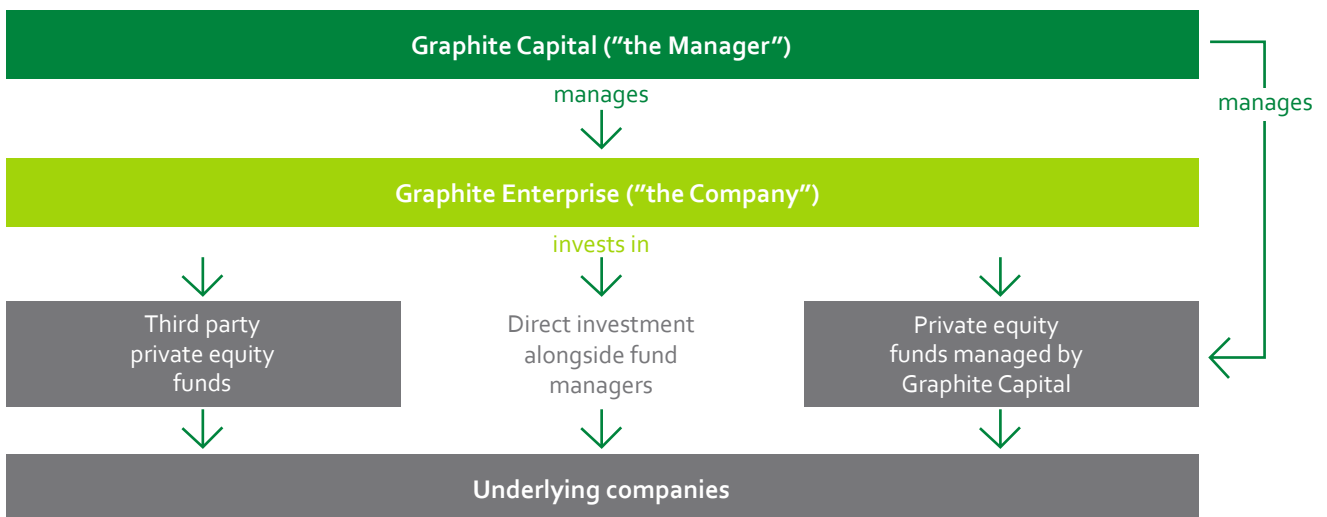 Graphite Capital (”the Manager”)
manages
manages
Graphite Enterprise (”the Company”)
invests in
Third party
private equity
funds
Direct investment
alongside fund
managers
Private equity
funds managed by
Graphite Capital
Underlying companies